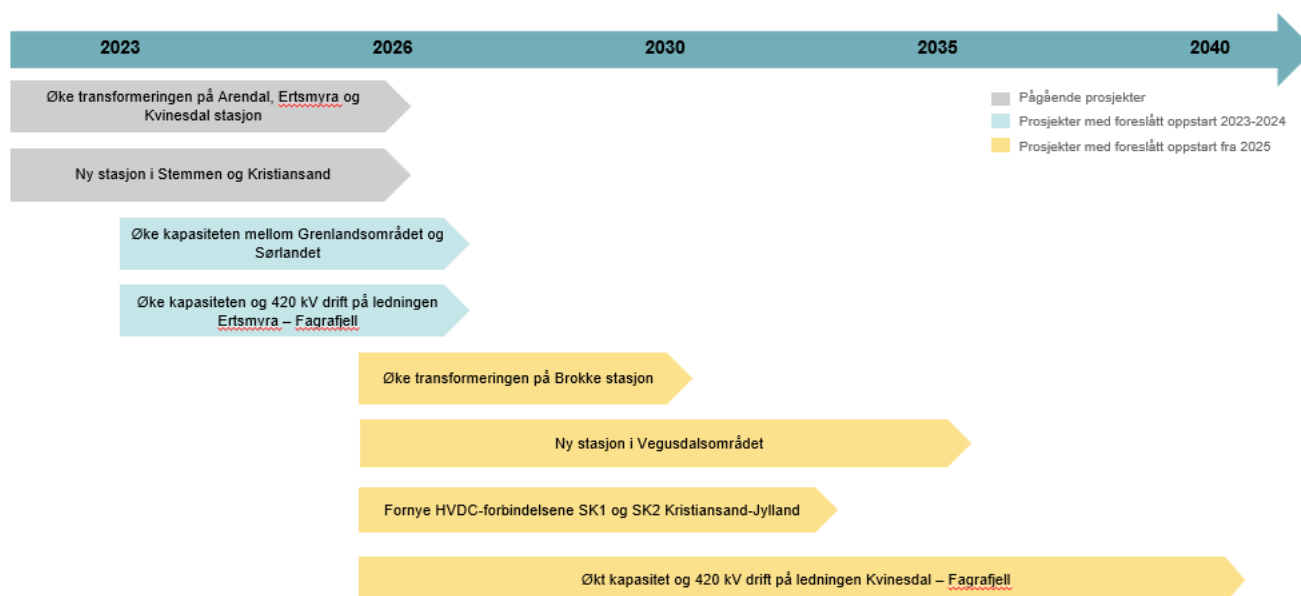 2023 2026 2030 2035 2040
Øke transformeringen på Arendal, Ertsmyra og
Kvinesdal stasjon
Pågående prosjekter
Prosjekter med foreslått oppstart 2023-2024
Prosjekter med foreslått oppstart fra 2025
Ny stasjon i Stemmen og Kristiansand
Øke kapasiteten mellom Grenlandsområdet og
Sørlandet
Øke kapasiteten og 420 kV drift på ledningen
Ertsmyra – Fagrafjell
Øke transformeringen på Brokke stasjon
Ny stasjon i Vegusdalsområdet
Fornye HVDC-forbindelsene SK1 og SK2 Kristiansand-Jylland
Økt kapasitet og 420 kV drift på ledningen Kvinesdal – Fagrafjell